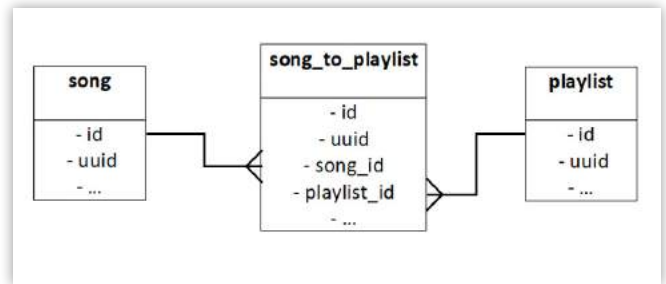 song
- id
- uuid
- ...
song_to_playlist
- id
- uuid
- song_id
- playlist_id
- ...
playlist
- id
- uuid
- ...